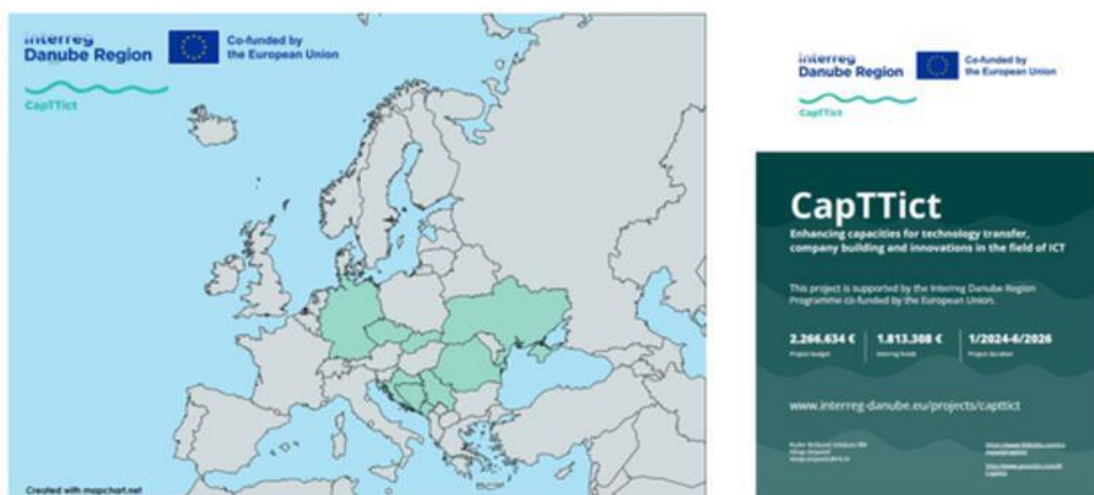 Interreg
Danube Region
Co-funded by
the European Union
CapTTict
Created with mapchart.net
Interreg
Danube Region
Co-funded by
the European Union
CapTTict
CapTTict
Enhancing capacities for technology transfer,
company building and innovations in the field of ICT
This project is supported by the Interreg Danube Region
Programme co-funded by the European Union.
2.266.634 €
Project budget
1.813.308 €
Interreg funds
1/2024-6/2026
Project duration
www.interreg-danube.eu/projects/capttict